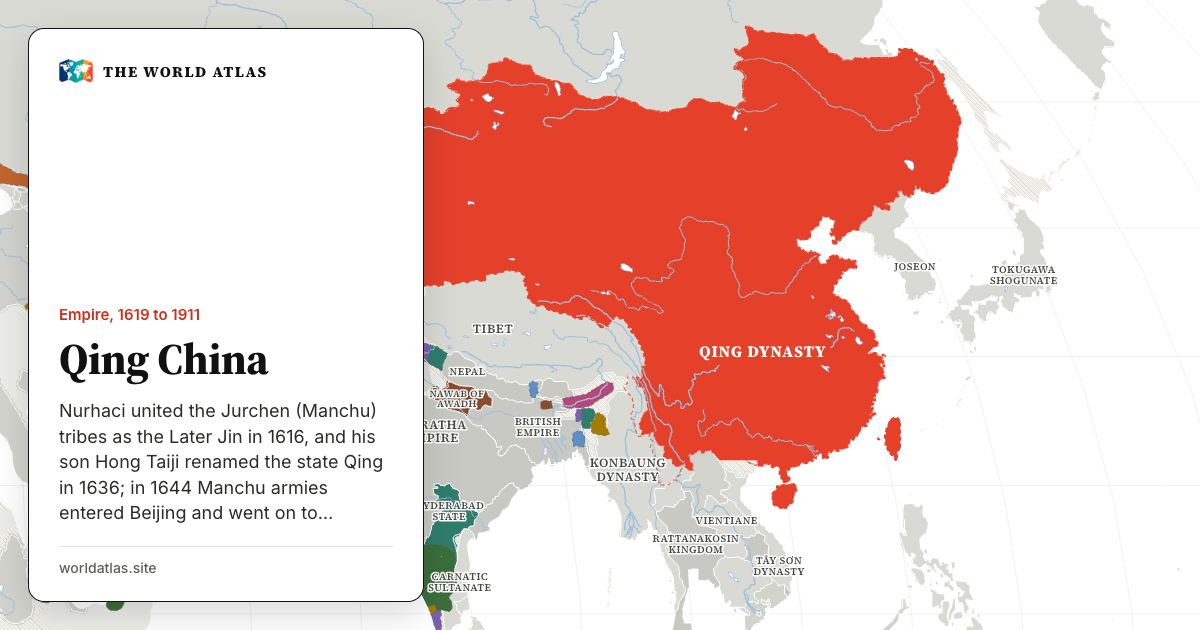 THE WORLD ATLAS
Empire, 1619 to 1911
Qing China
Nurhaci united the Jurchen (Manchu)
tribes as the Later Jin in 1616, and his
son Hong Taiji renamed the state Qing
in 1636; in 1644 Manchu armies
entered Beijing and went on to...
worldatlas.site
JOSEON
TOKUGAWA
SHOGUNATE
TIBET
QING DYNASTY
NEPAL
NAWAB OF
AWADH
RATHA
PIRE
BRITISH
EMPIRE
KONBAUNG
DYNASTY
YDERABAD
STATE
VIENTIANE
RATTANAKOSIN
KINGDOM
TÂY SƠN
DYNASTY
CARNATIC
SULTANATE